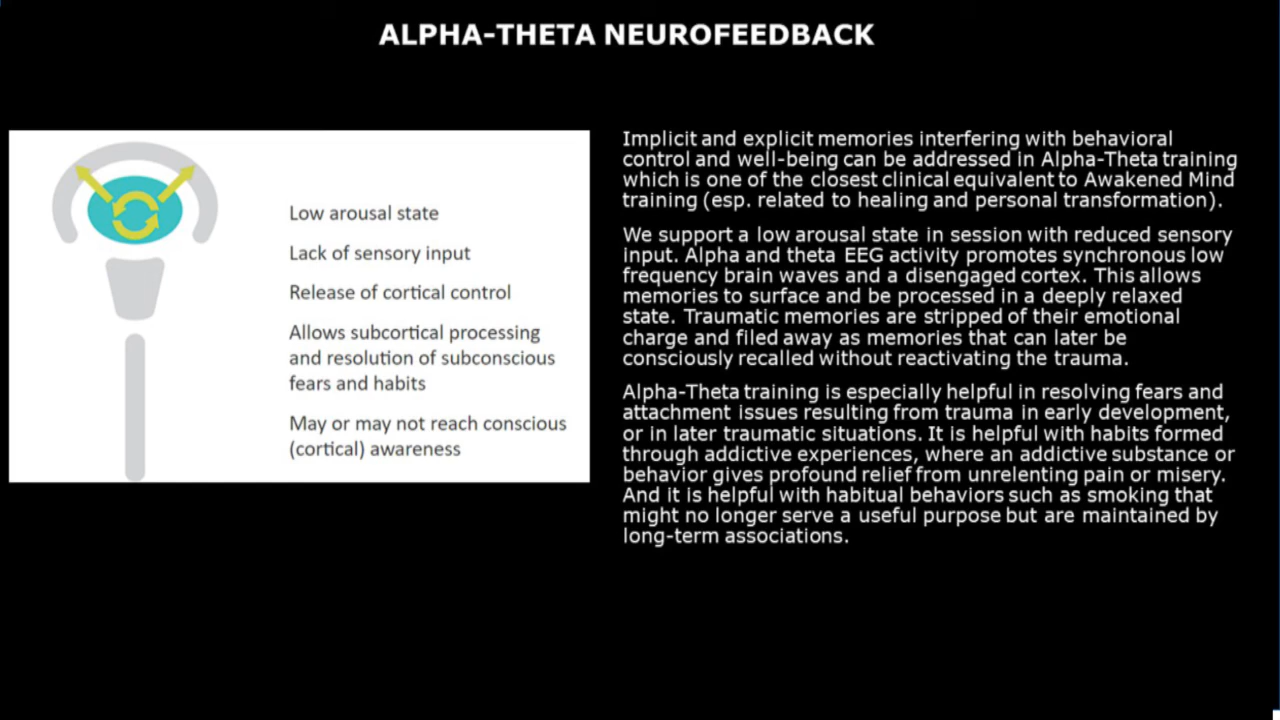 ALPHA-THETA NEUROFEEDBACK
Low arousal state
Lack of sensory input
Release of cortical control
Allows subcortical processing
and resolution of subconscious
fears and habits
May or may not reach conscious
(cortical) awareness
Implicit and explicit memories interfering with behavioral
control and well-being can be addressed in Alpha-Theta training
which is one of the closest clinical equivalent to Awakened Mind
training (esp. related to healing and personal transformation).
We support a low arousal state in session with reduced sensory
input. Alpha and theta EEG activity promotes synchronous low
frequency brain waves and a disengaged cortex. This allows
memories to surface and be processed in a deeply relaxed
state. Traumatic memories are stripped of their emotional
charge and filed away as memories that can later be
consciously recalled without reactivating the trauma.
Alpha-Theta training is especially helpful in resolving fears and
attachment issues resulting from trauma in early development,
or in later traumatic situations. It is helpful with habits formed
through addictive experiences, where an addictive substance or
behavior gives profound relief from unrelenting pain or misery.
And it is helpful with habitual behaviors such as smoking that
might no longer serve a useful purpose but are maintained by
long-term associations.